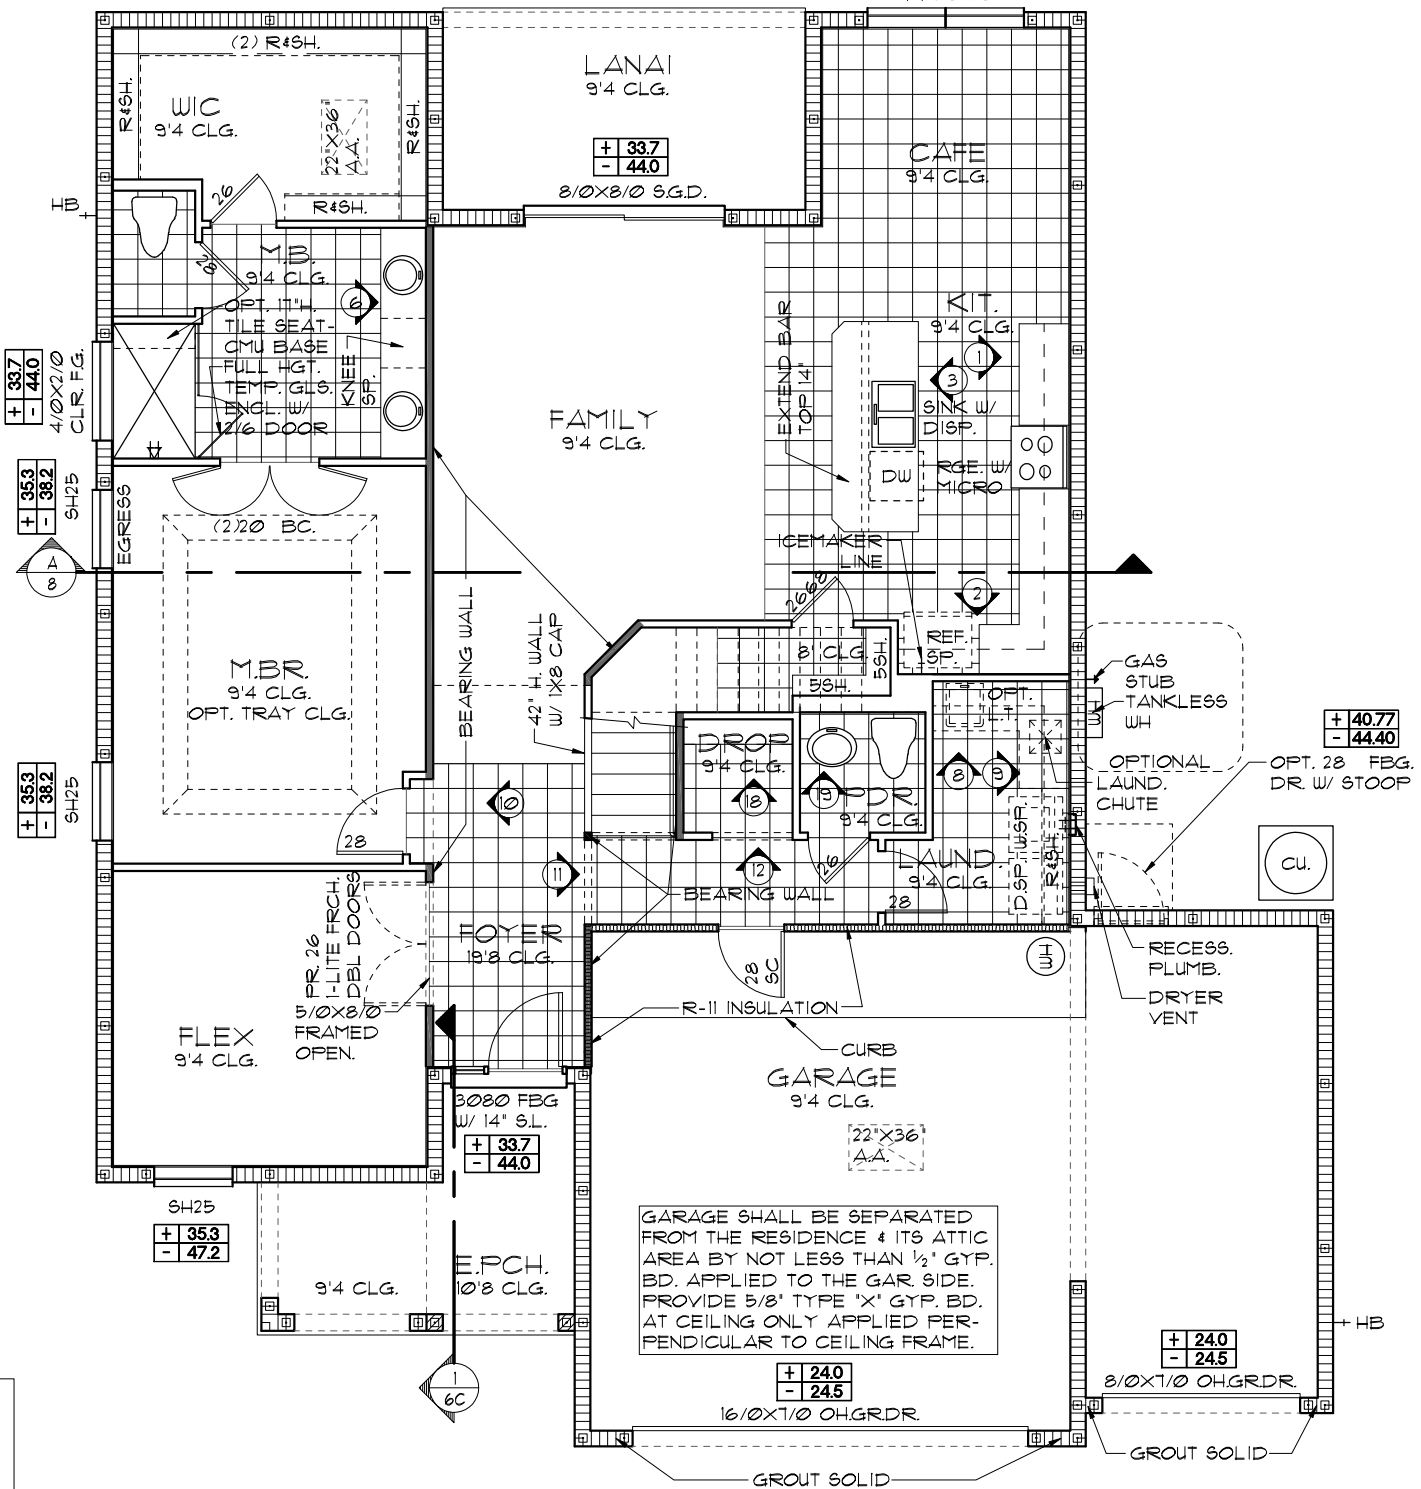 (2) R&SH.
R&SH.
WIC
9'4 CLG.
22"X36"
A.A.
R&SH.
R&SH.
LANAI
9'4 CLG.
+ 33.7
- 44.0
8/0X8/0 S.G.D.
CAFE
9'4 CLG.
HB
26
28
M.B.
9'4 CLG.
OPT. 17"H.
TILE SEAT-
CMU BASE
FULL HGT.
TEMP. GLS.
ENCL. W/
2/6 DOOR
6
KNEE
SP.
+ 33.7
- 44.0
4/0X2/0
CLR. F.G.
FAMILY
9'4 CLG.
EXTEND BAR
TOP 14"
KIT.
9'4 CLG.
1
3
SINK W/
DISP.
DW
RGE. W/
MICRO
ICEMAKER
LINE
2
REF.
SP.
+ 35.3
- 38.2
SH25
EGRESS
(2)20 BC.
A
8
M.BR.
9'4 CLG.
OPT. TRAY CLG.
BEARING WALL
42" H. WALL
W/ 1X8 CAP
2668
8' CLG.
5SH.
5SH.
OPT.
L.T.
GAS
STUB
TANKLESS
WH
HW
OPTIONAL
LAUND.
CHUTE
+ 40.77
- 44.40
OPT. 28 FBG.
DR. W/ STOOP
CU.
+ 35.3
- 38.2
SH25
28
10
11
DROP
9'4 CLG.
18
19
PDR.
9'4 CLG.
8
9
12
26
LAUND.
9'4 CLG.
28
D.SP.
W.SP.
R&SH.
BEARING WALL
PR. 26
1-LITE FRCH.
DBL DOORS
5/0X8/0
FRAMED
OPEN.
FOYER
19'8 CLG.
28
SC
HW
R-11 INSULATION
RECESS.
PLUMB.
DRYER
VENT
FLEX
9'4 CLG.
CURB
GARAGE
9'4 CLG.
22"X36"
A.A.
3080 FBG
W/ 14" S.L.
+ 33.7
- 44.0
SH25
+ 35.3
- 47.2
9'4 CLG.
E.PCH.
10'8 CLG.
GARAGE SHALL BE SEPARATED
FROM THE RESIDENCE & ITS ATTIC
AREA BY NOT LESS THAN ½" GYP.
BD. APPLIED TO THE GAR. SIDE.
PROVIDE 5/8" TYPE "X" GYP. BD.
AT CEILING ONLY APPLIED PER-
PENDICULAR TO CEILING FRAME.
HB
+ 24.0
- 24.5
8/0X7/0 OH.GR.DR.
+ 24.0
- 24.5
16/0X7/0 OH.GR.DR.
1
6C
GROUT SOLID
GROUT SOLID